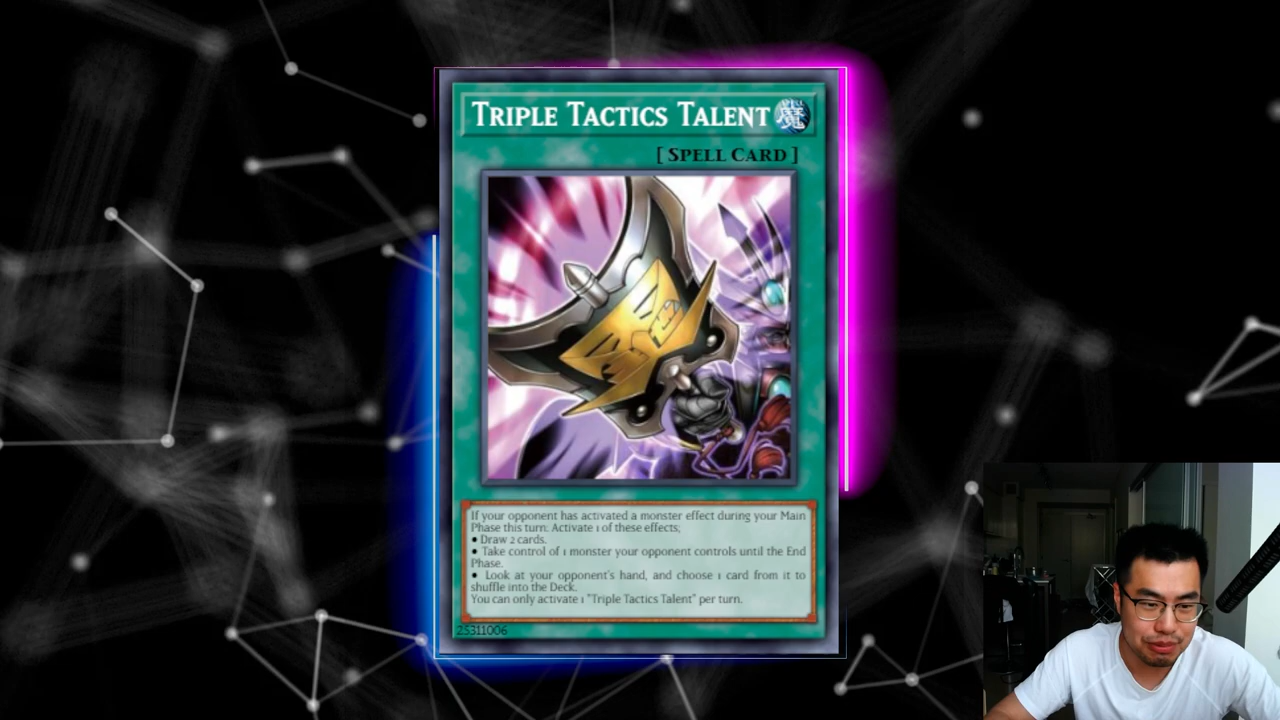 TRIPLE TACTICS TALENT
魔
[ SPELL CARD ]
If your opponent has activated a monster effect during your Main
Phase this turn: Activate 1 of these effects;
● Draw 2 cards.
● Take control of 1 monster your opponent controls until the End
Phase.
● Look at your opponent's hand, and choose 1 card from it to
shuffle into the Deck.
You can only activate 1 "Triple Tactics Talent" per turn.
25311006